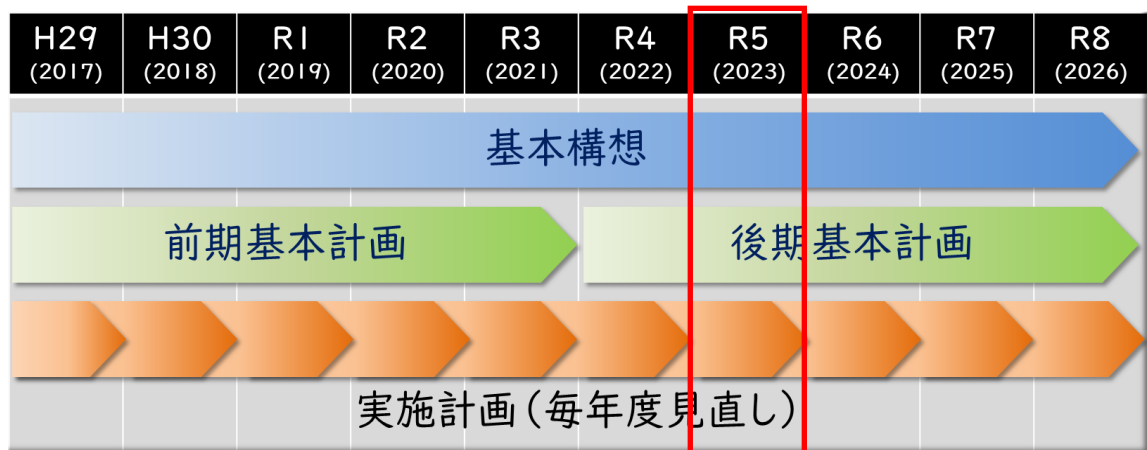 H29 H30 R1 R2 R3 R4 R5 R6 R7 R8
(2017) (2018) (2019) (2020) (2021) (2022) (2023) (2024) (2025) (2026)
基本構想
前期基本計画 後期基本計画
実施計画(毎年度見直し)